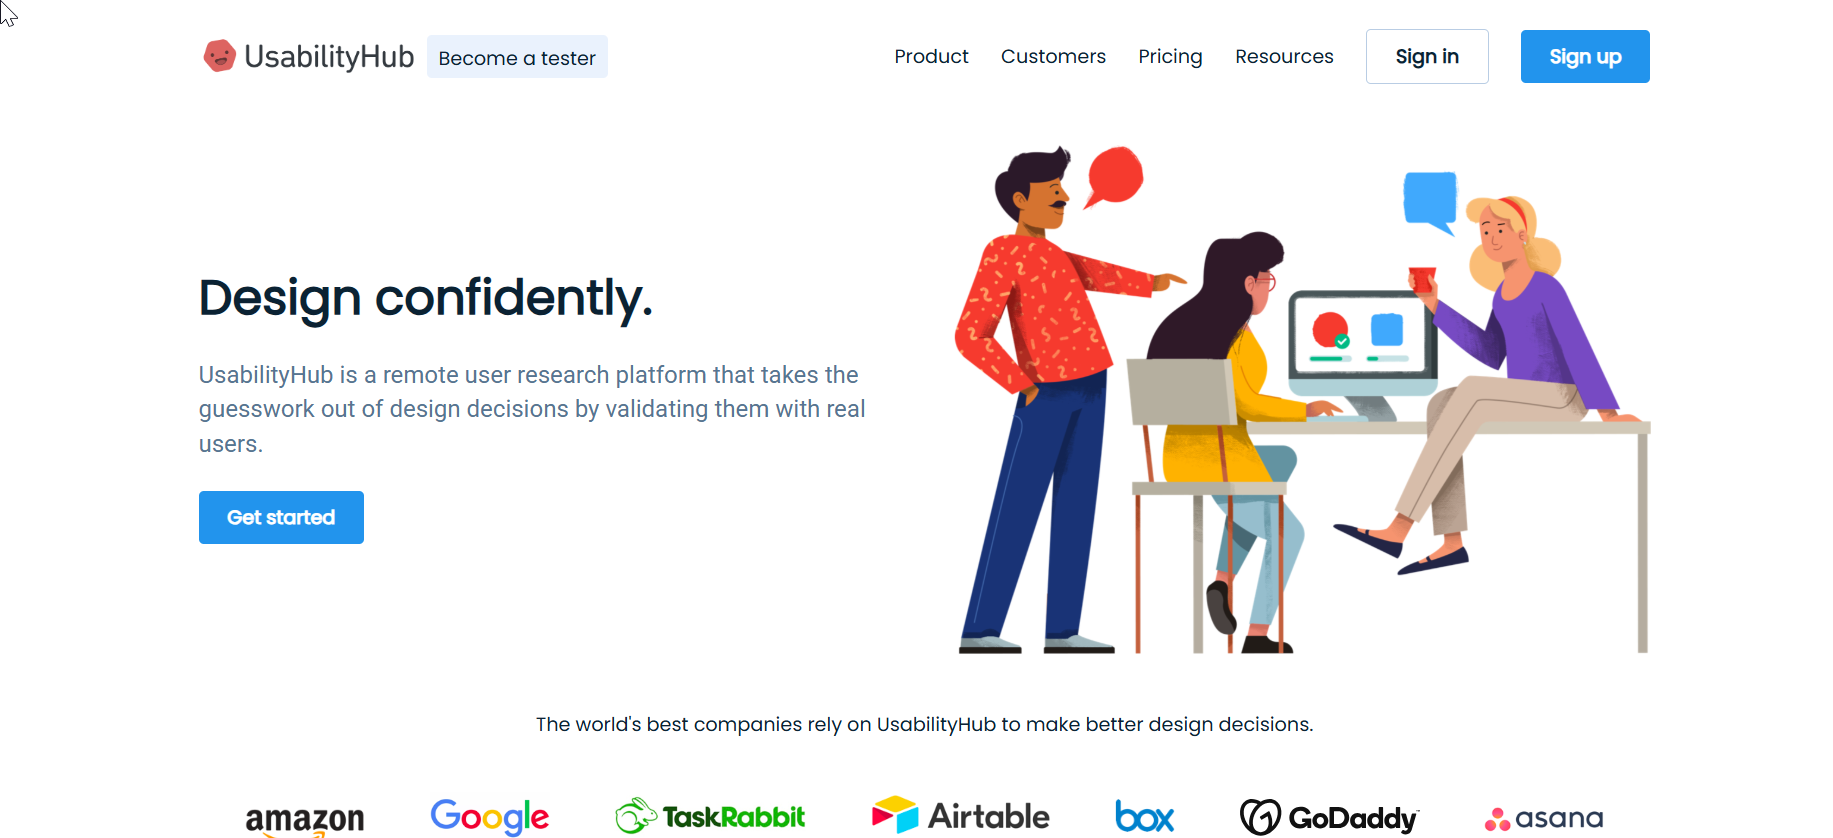 UsabilityHub Become a tester Product Customers Pricing Resources Sign in Sign up
Design confidently.
UsabilityHub is a remote user research platform that takes the
guesswork out of design decisions by validating them with real
users.
Get started
The world's best companies rely on UsabilityHub to make better design decisions.
amazon Google TaskRabbit Airtable box GoDaddy asana